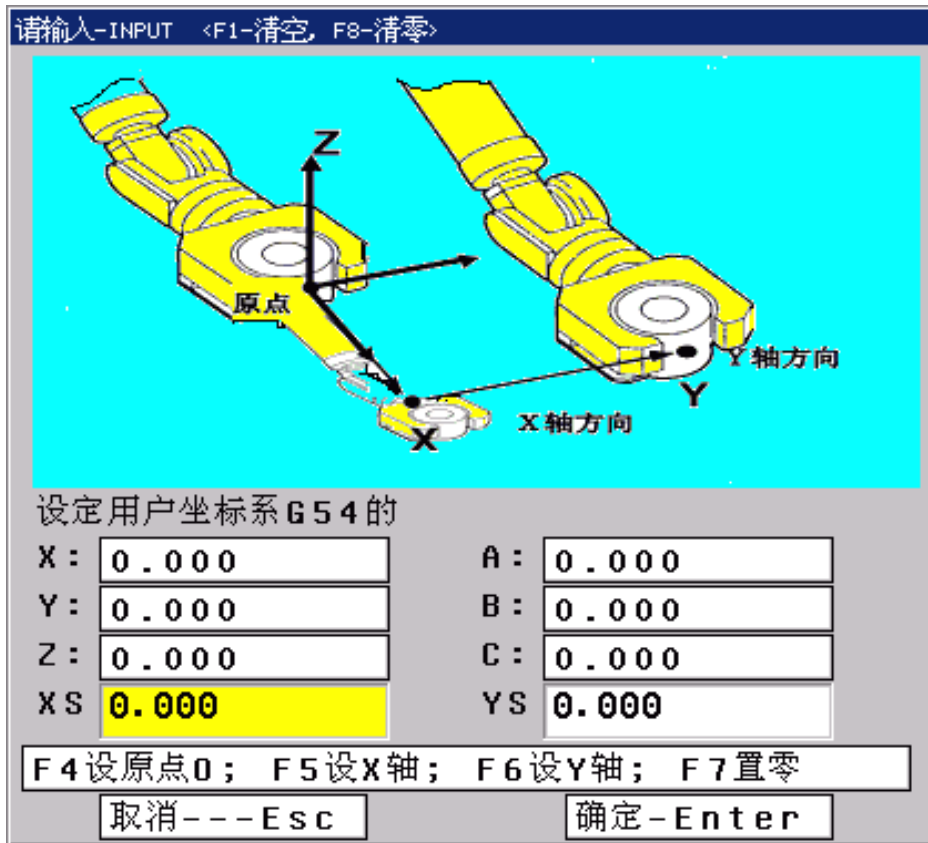 请输入-INPUT <F1-清空, F8-清零>
Z
原点
Y轴方向
Y
X轴方向
X
设定用户坐标系G54的
X: 0.000 A: 0.000
Y: 0.000 B: 0.000
Z: 0.000 C: 0.000
XS 0.000 YS 0.000
F4设原点0; F5设X轴; F6设Y轴; F7置零
取消---Esc 确定-Enter